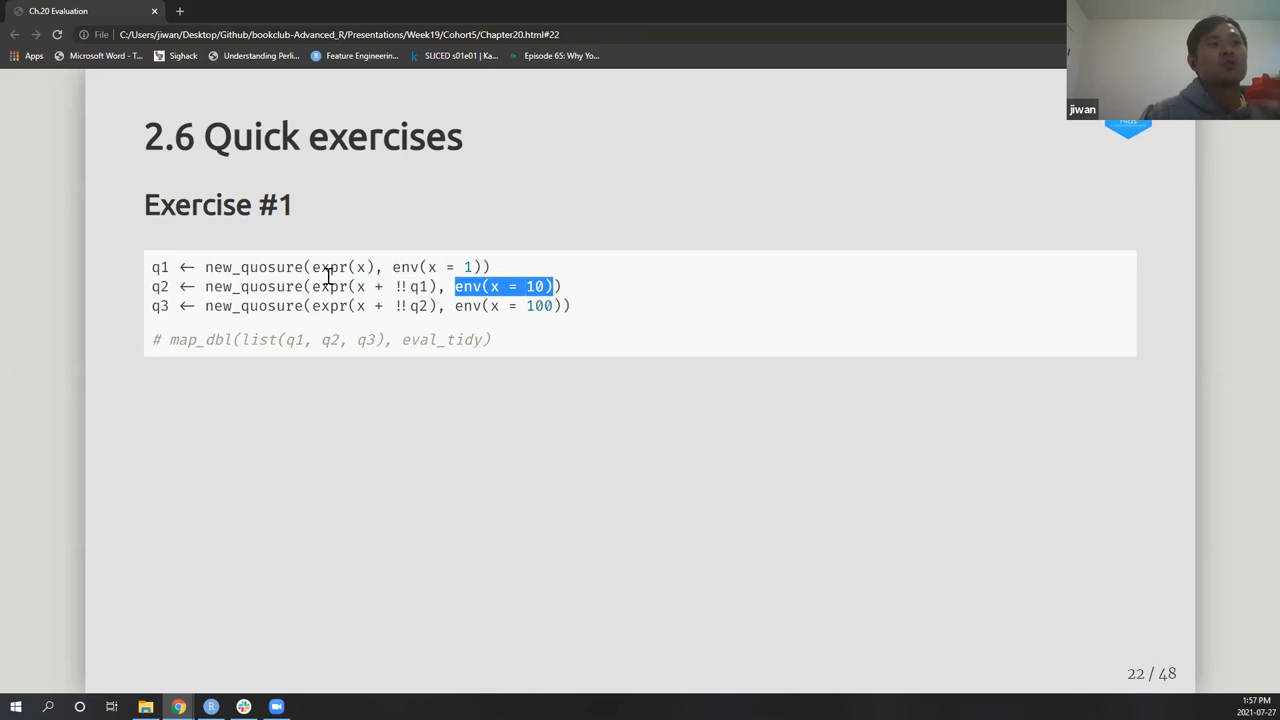 Ch.20 Evaluation
File
C:/Users/jiwan/Desktop/Github/bookclub-Advanced_R/Presentations/Week19/Cohort5/Chapter20.html#22
Apps
Microsoft Word - T...
Sighack
Understanding Perli...
Feature Engineerin...
SLICED s01e01 | Ka...
Episode 65: Why Yo...
jiwan
2.6 Quick exercises
Exercise #1
q1 <- new_quosure(expr(x), env(x = 1))
q2 <- new_quosure(expr(x + !!q1), env(x = 10))
q3 <- new_quosure(expr(x + !!q2), env(x = 100))
# map_dbl(list(q1, q2, q3), eval_tidy)
22 / 48
1:57 PM
2021-07-27